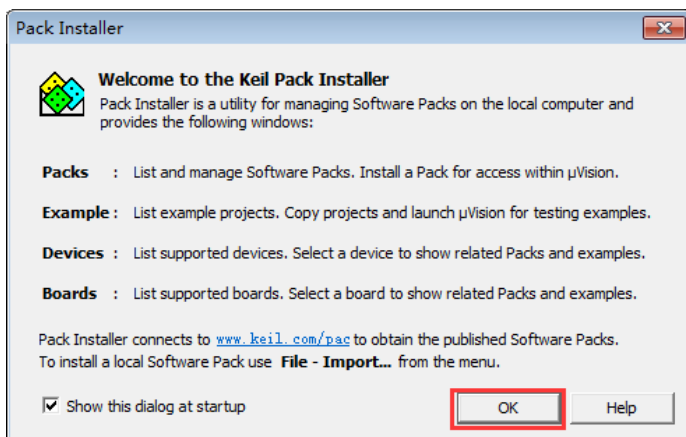 Pack Installer
Welcome to the Keil Pack Installer
Pack Installer is a utility for managing Software Packs on the local computer and
provides the following windows:
Packs : List and manage Software Packs. Install a Pack for access within µVision.
Example : List example projects. Copy projects and launch µVision for testing examples.
Devices : List supported devices. Select a device to show related Packs and examples.
Boards : List supported boards. Select a board to show related Packs and examples.
Pack Installer connects to www.keil.com/pac to obtain the published Software Packs.
To install a local Software Pack use File - Import... from the menu.
Show this dialog at startup
OK
Help